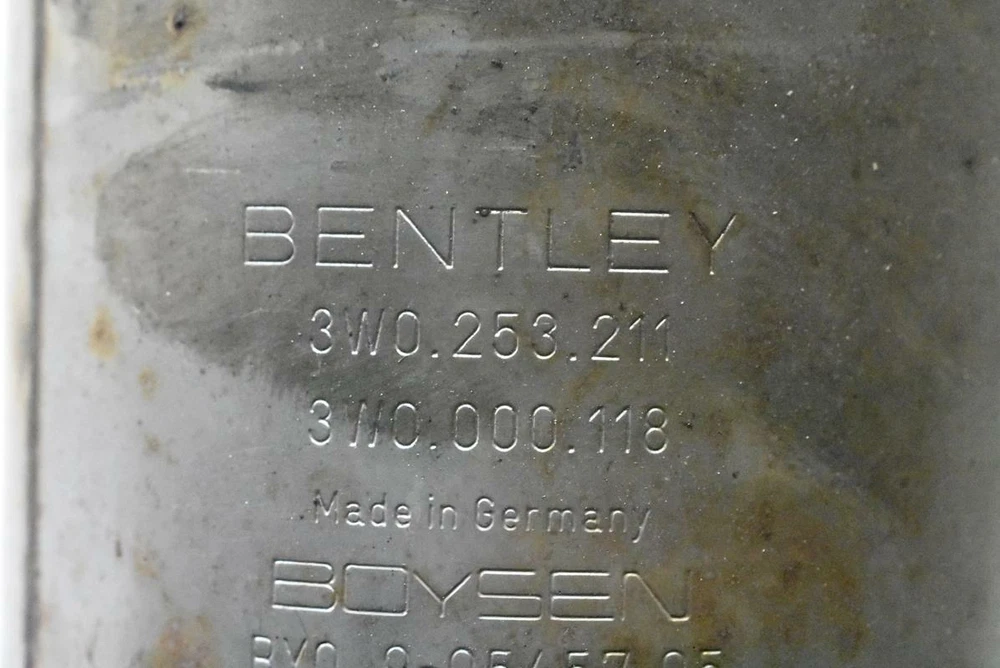 BENTLEY
3W0.253.211
3W0.000.118
Made in Germany
BOYSEN